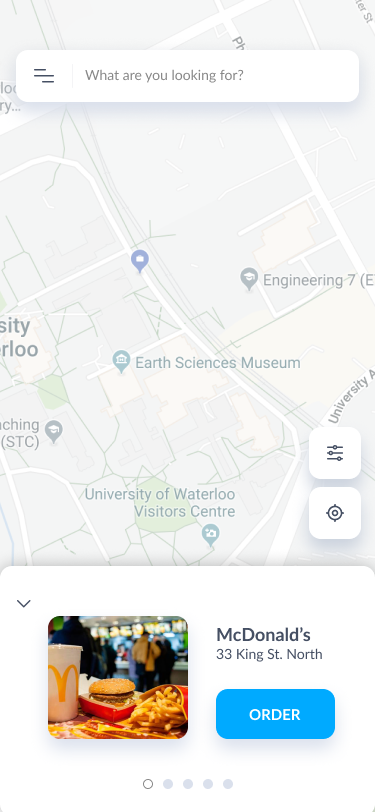 ter St
Ph
What are you looking for?
ry...
Engineering 7 (E
sity
rloo
Earth Sciences Museum
University A
ching
(STC)
University of Waterloo
Visitors Centre
McDonald's
33 King St. North
ORDER